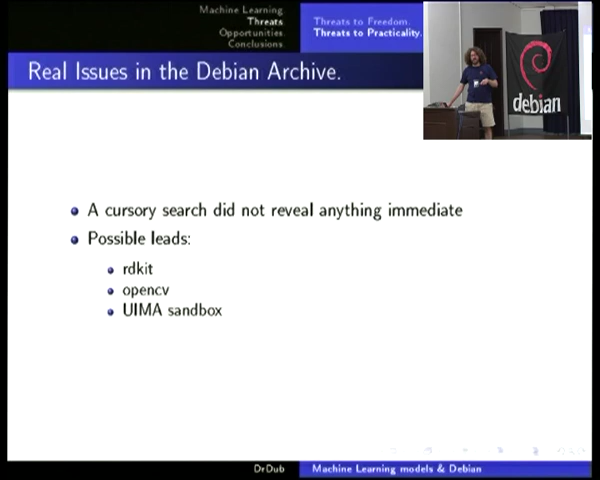 Machine Learning
Threats
Opportunities
Conclusions
Threats to Freedom.
Threats to Practicality.
Real Issues in the Debian Archive.
debian
A cursory search did not reveal anything immediate
Possible leads:
rdkit
opencv
UIMA sandbox
DrDub
Machine Learning models & Debian